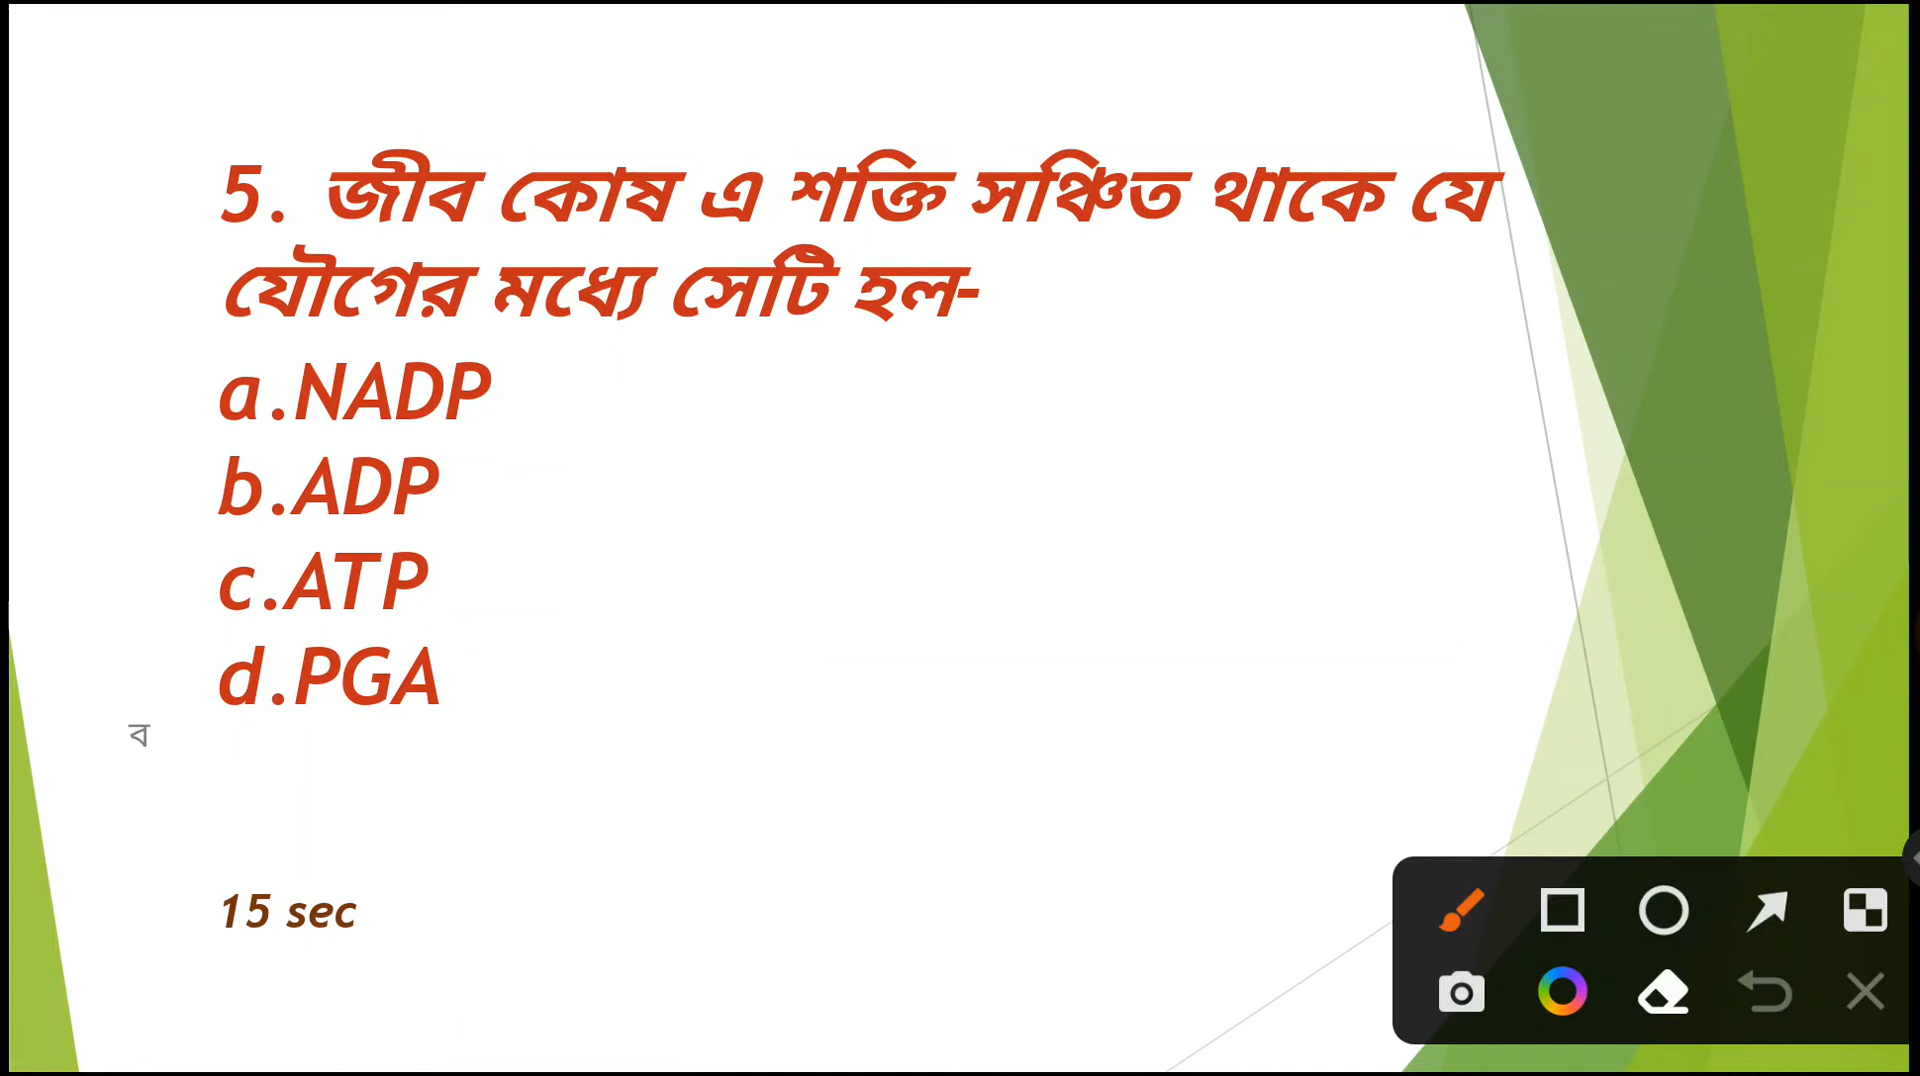 5. জীব কোষ এ শক্তি সঞ্চিত থাকে যে
যৌগের মধ্যে সেটি হল-
a.NADP
b.ADP
c.ATP
d.PGA
ব
15 sec